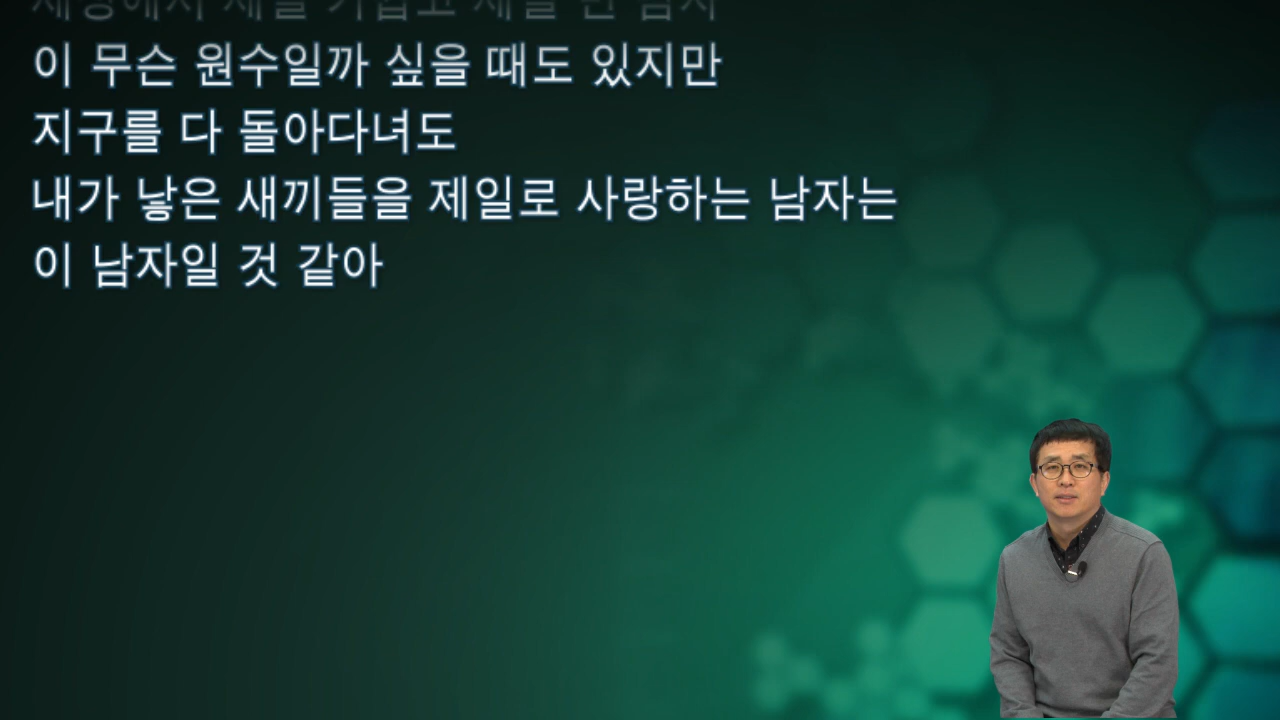 이 무슨 원수일까 싶을 때도 있지만
지구를 다 돌아다녀도
내가 낳은 새끼들을 제일로 사랑하는 남자는
이 남자일 것 같아